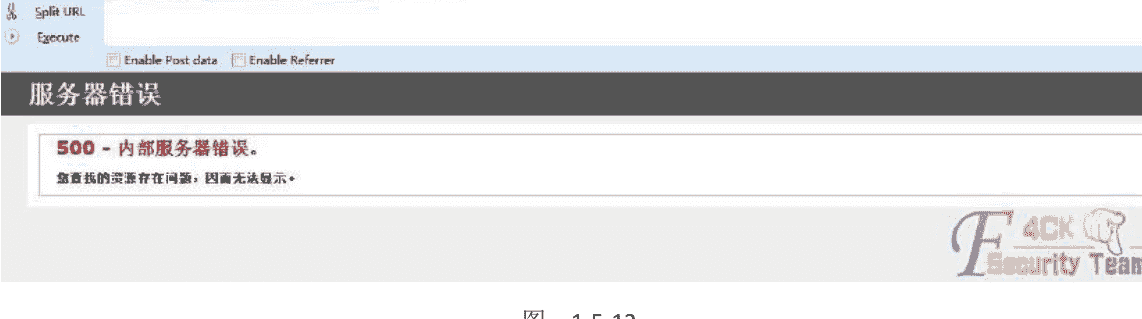 Split URL
Execute
Enable Post data Enable Referrer
服务器错误
500 - 内部服务器错误。
您查找的资源存在问题，因而无法显示。
F4CK
Security Team
图 1-5-12